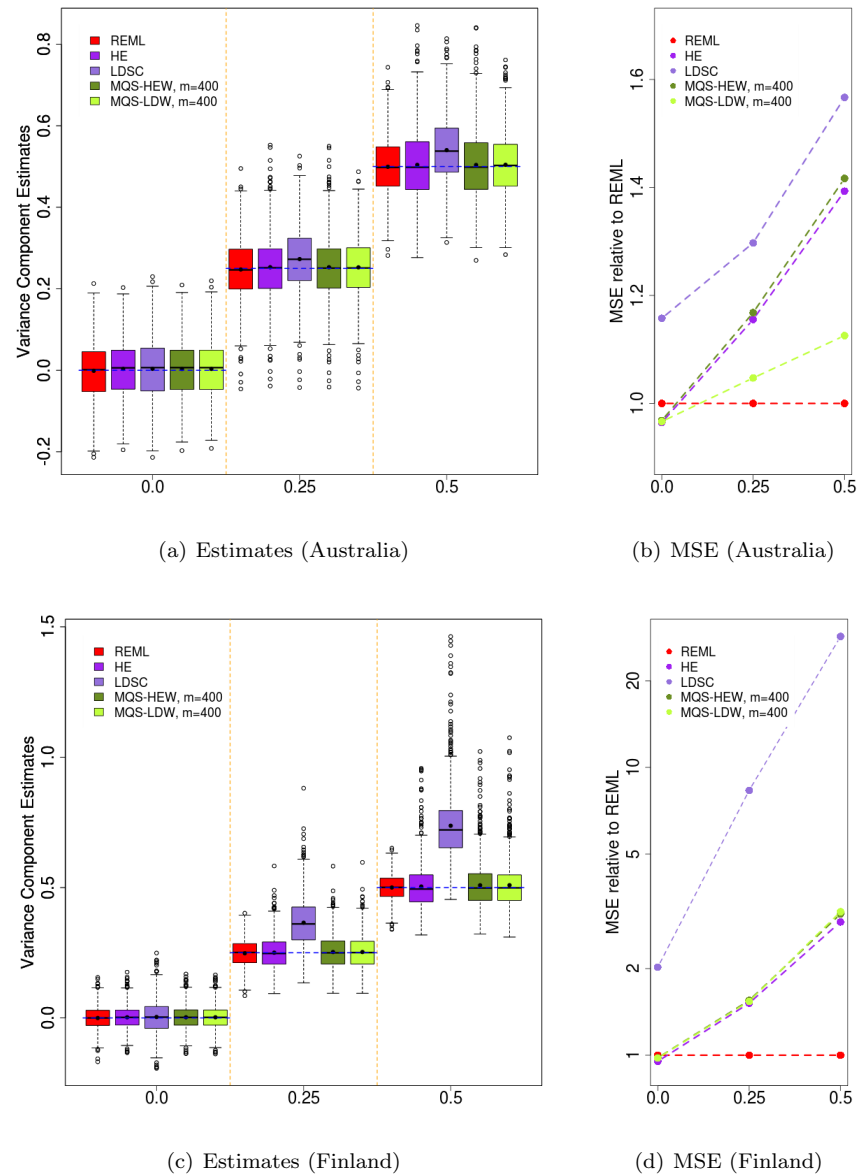 Variance Component Estimates
0.8
0.6
0.4
0.2
0.0
-0.2
REML
HE
LDSC
MQS-HEW, m=400
MQS-LDW, m=400
0.0 0.25 0.5
(a) Estimates (Australia)
MSE relative to REML
1.6
1.4
1.2
1.0
REML
HE
LDSC
MQS-HEW, m=400
MQS-LDW, m=400
0.0 0.25 0.5
(b) MSE (Australia)
Variance Component Estimates
1.5
1.0
0.5
0.0
REML
HE
LDSC
MQS-HEW, m=400
MQS-LDW, m=400
0.0 0.25 0.5
(c) Estimates (Finland)
MSE relative to REML
20
10
5
2
1
REML
HE
LDSC
MQS-HEW, m=400
MQS-LDW, m=400
0.0 0.25 0.5
(d) MSE (Finland)